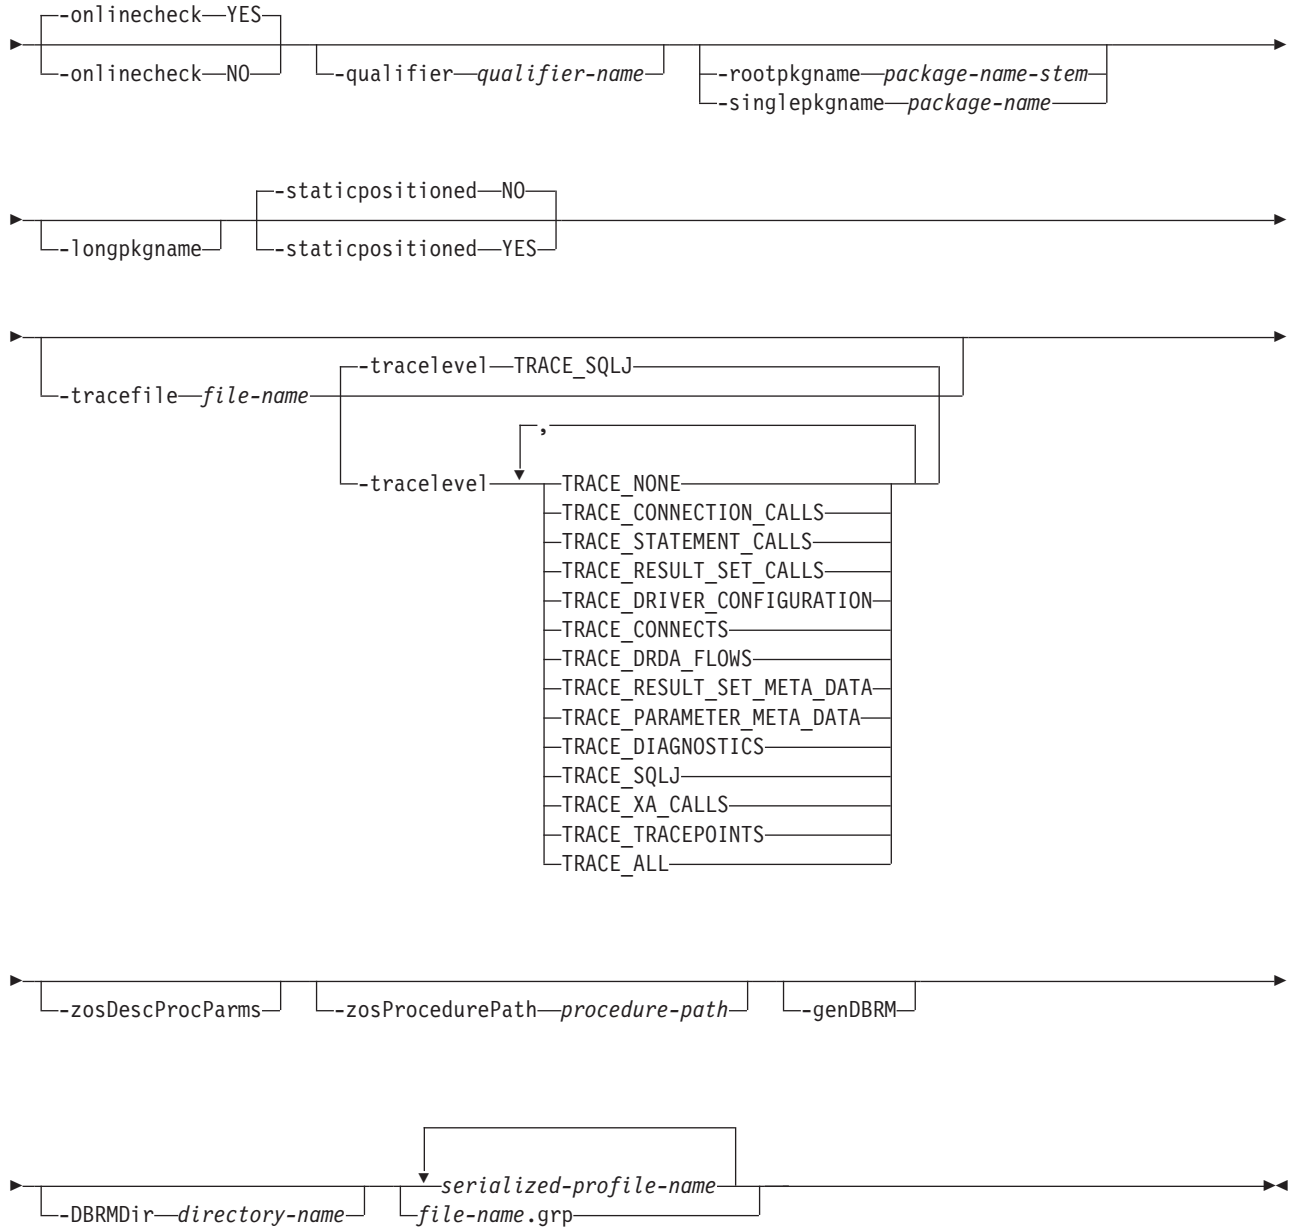 -onlinecheck YES
-onlinecheck NO
-qualifier qualifier-name
-rootpkgname package-name-stem
-singlepkgname package-name
-staticpositioned NO
-longpkgname
-staticpositioned YES
-tracelevel TRACE_SQLJ
-tracefile file-name
,
-tracelevel TRACE_NONE
TRACE_CONNECTION_CALLS
TRACE_STATEMENT_CALLS
TRACE_RESULT_SET_CALLS
TRACE_DRIVER_CONFIGURATION
TRACE_CONNECTS
TRACE_DRDA_FLOWS
TRACE_RESULT_SET_META_DATA
TRACE_PARAMETER_META_DATA
TRACE_DIAGNOSTICS
TRACE_SQLJ
TRACE_XA_CALLS
TRACE_TRACEPOINTS
TRACE_ALL
-zosDescProcParms
-zosProcedurePath procedure-path
-genDBRM
serialized-profile-name
-DBRMDir directory-name
file-name.grp